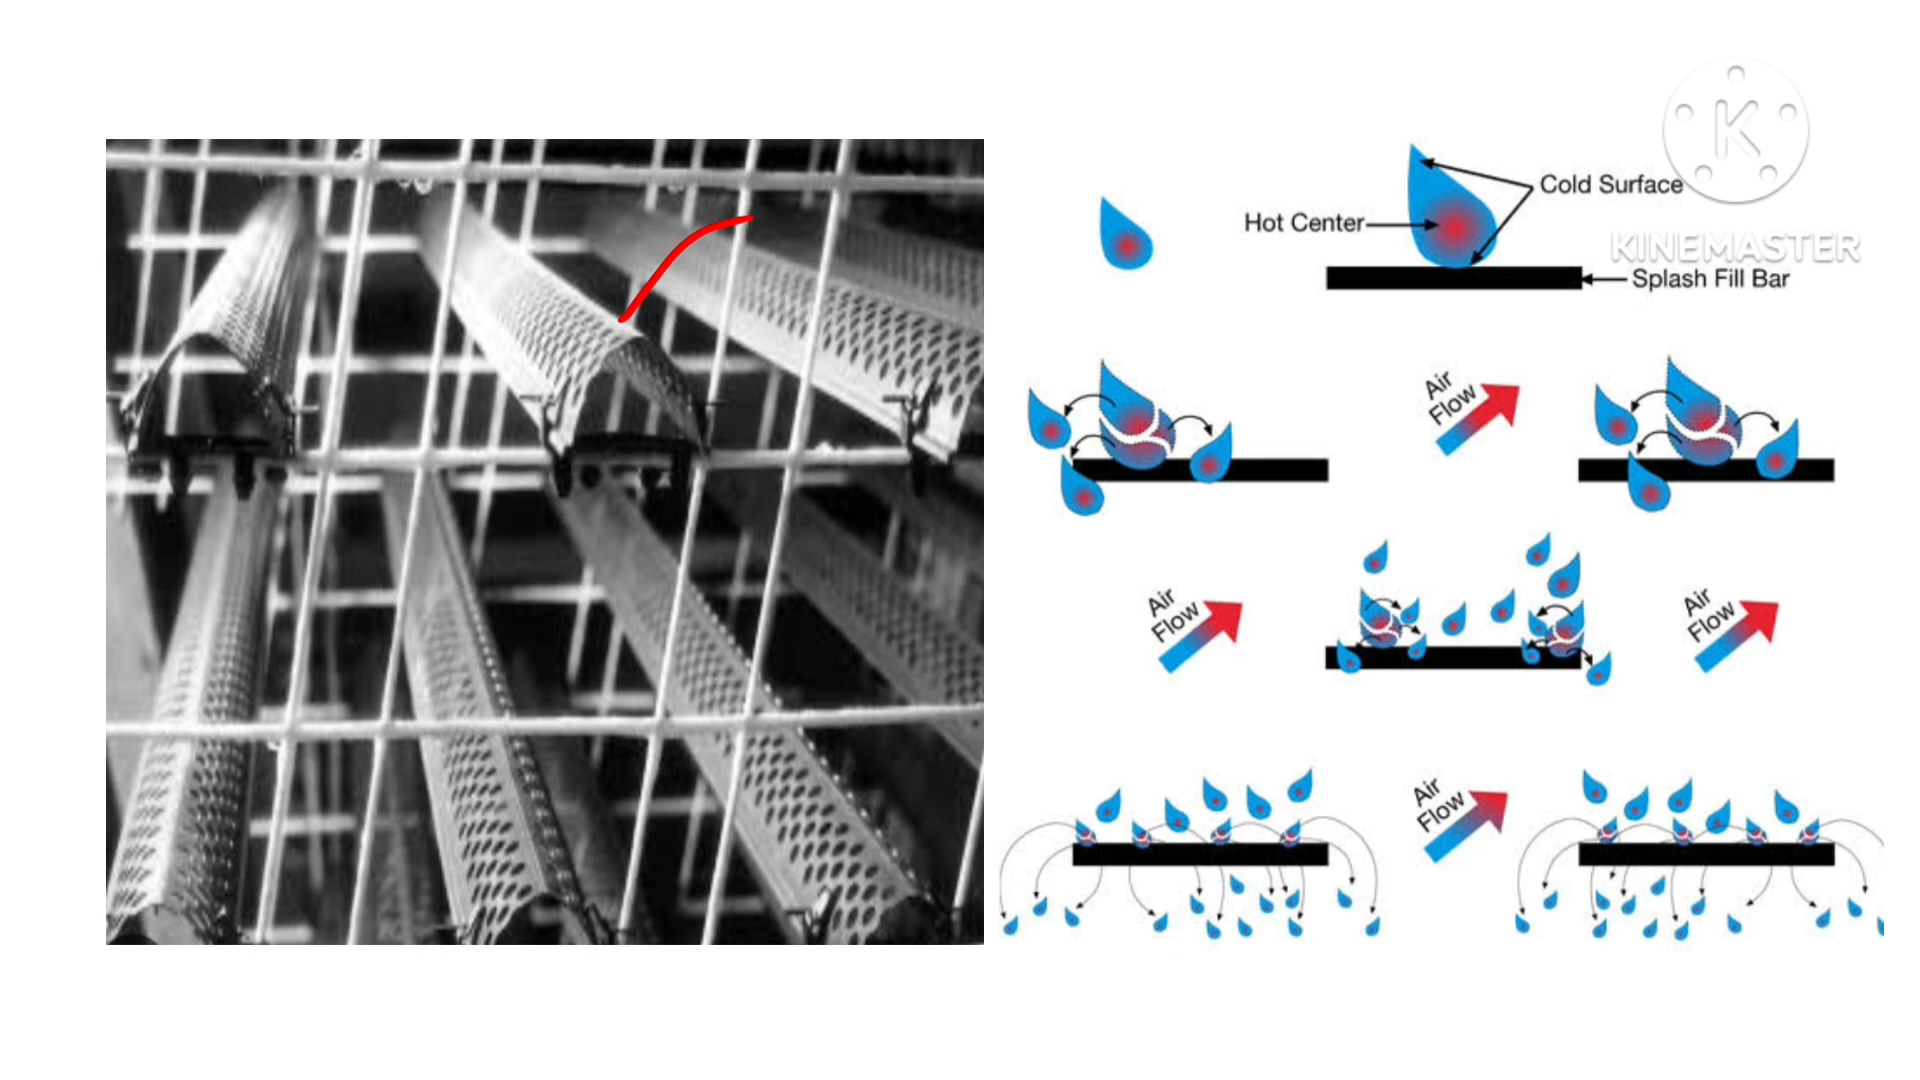 K
KINEMASTER
Cold Surface
Hot Center
Splash Fill Bar
Air
Flow
Air
Flow
Air
Flow
Air
Flow